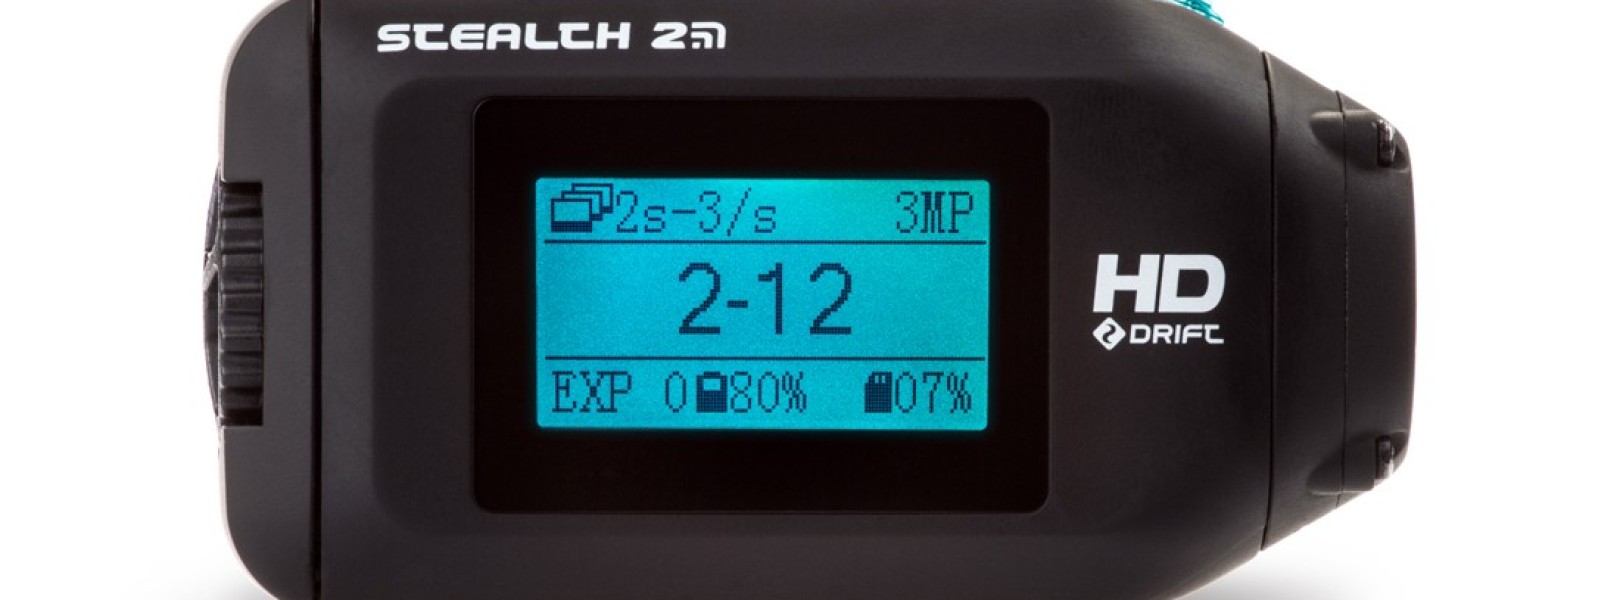 STEALTH 2
2s-3/s 3MP
2-12
EXP 0 80% 07%
HD
DRIFT